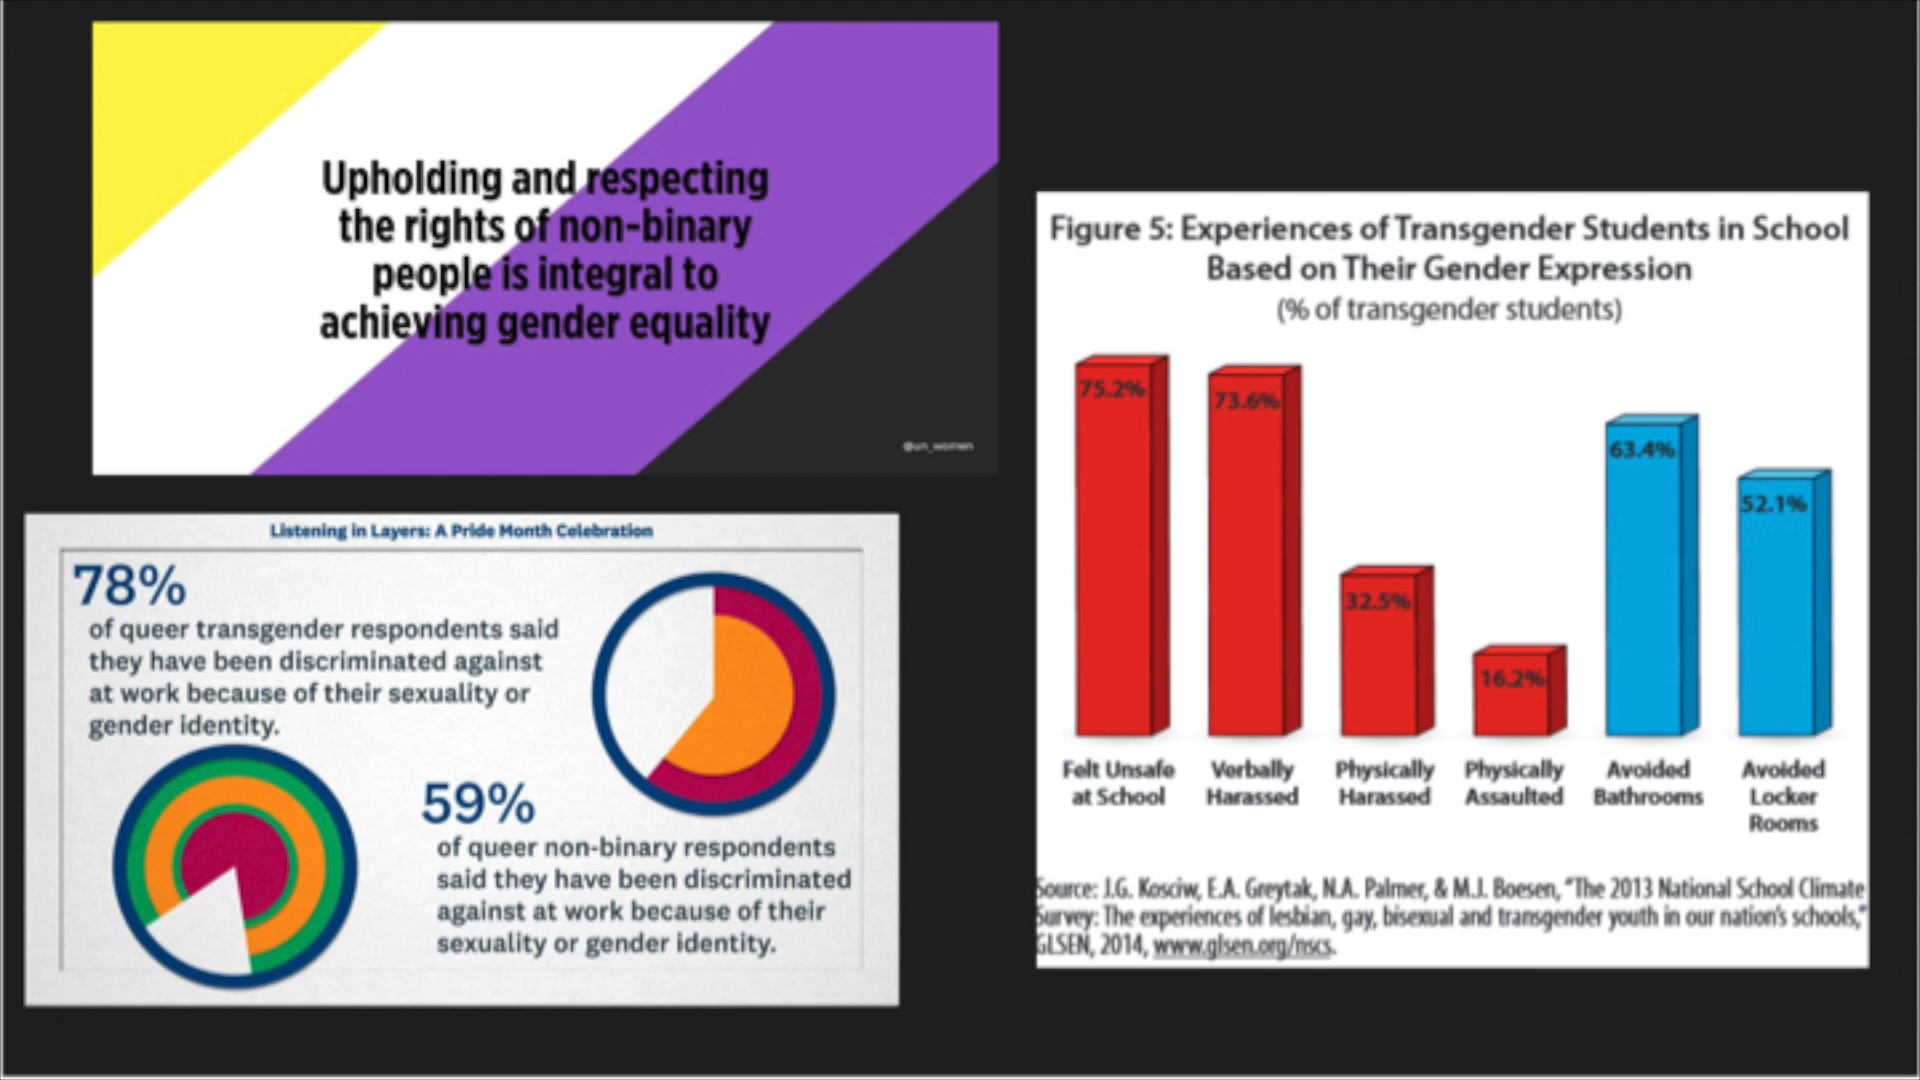 Upholding and respecting
the rights of non-binary
people is integral to
achieving gender equality
@un_women
Listening in Layers: A Pride Month Celebration
78%
of queer transgender respondents said
they have been discriminated against
at work because of their sexuality or
gender identity.
59%
of queer non-binary respondents
said they have been discriminated
against at work because of their
sexuality or gender identity.
Figure 5: Experiences of Transgender Students in School
Based on Their Gender Expression
(% of transgender students)
75.2%
73.6%
32.5%
16.2%
63.4%
52.1%
Felt Unsafe
at School
Verbally
Harassed
Physically
Harassed
Physically
Assaulted
Avoided
Bathrooms
Avoided
Locker
Rooms
Source: J.G. Kosciw, E.A. Greytak, N.A. Palmer, & M.J. Boesen, "The 2013 National School Climate
Survey: The experiences of lesbian, gay, bisexual and transgender youth in our nation's schools,"
GLSEN, 2014, www.glsen.org/nscs.